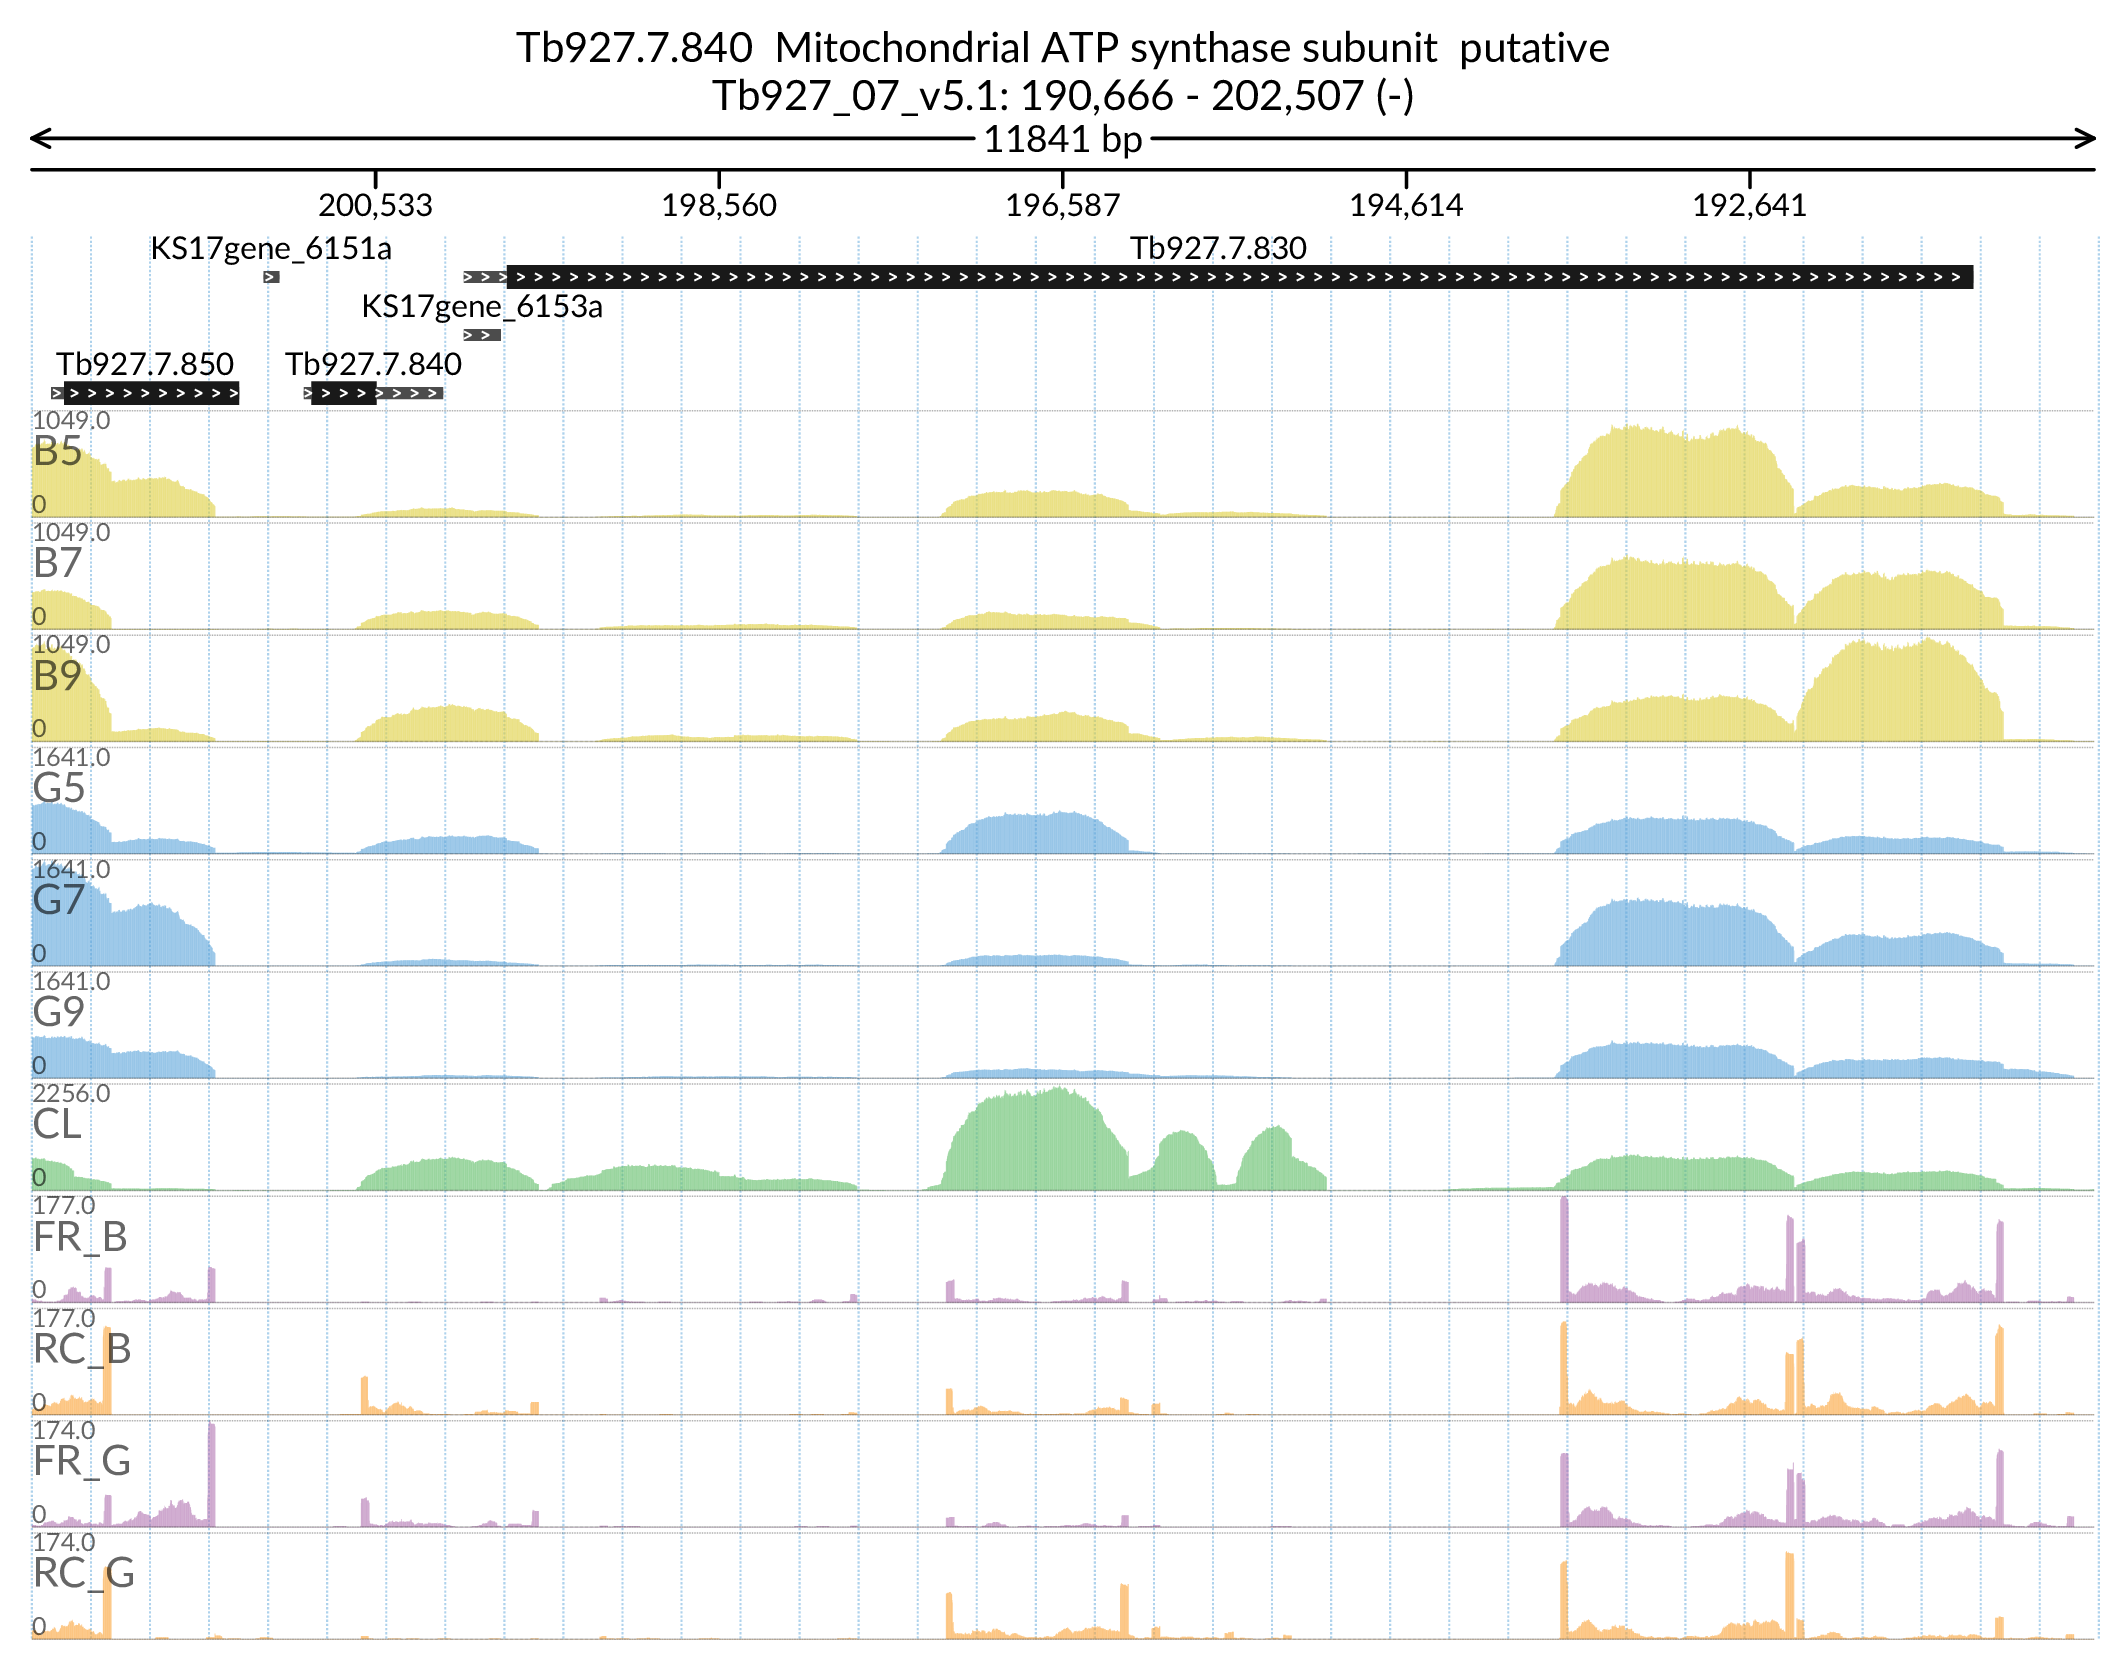 Tb927.7.840  Mitochondrial ATP synthase subunit  putative
Tb927_07_v5.1: 190,666 - 202,507 (-)
11841 bp
200,533 198,560 196,587 194,614 192,641
KS17gene_6151a Tb927.7.830
KS17gene_6153a
Tb927.7.850 Tb927.7.840
1049.0
B5
0
1049.0
B7
0
1049.0
B9
0
1641.0
G5
0
1641.0
G7
0
1641.0
G9
0
2256.0
CL
0
177.0
FR_B
0
177.0
RC_B
0
174.0
FR_G
0
174.0
RC_G
0